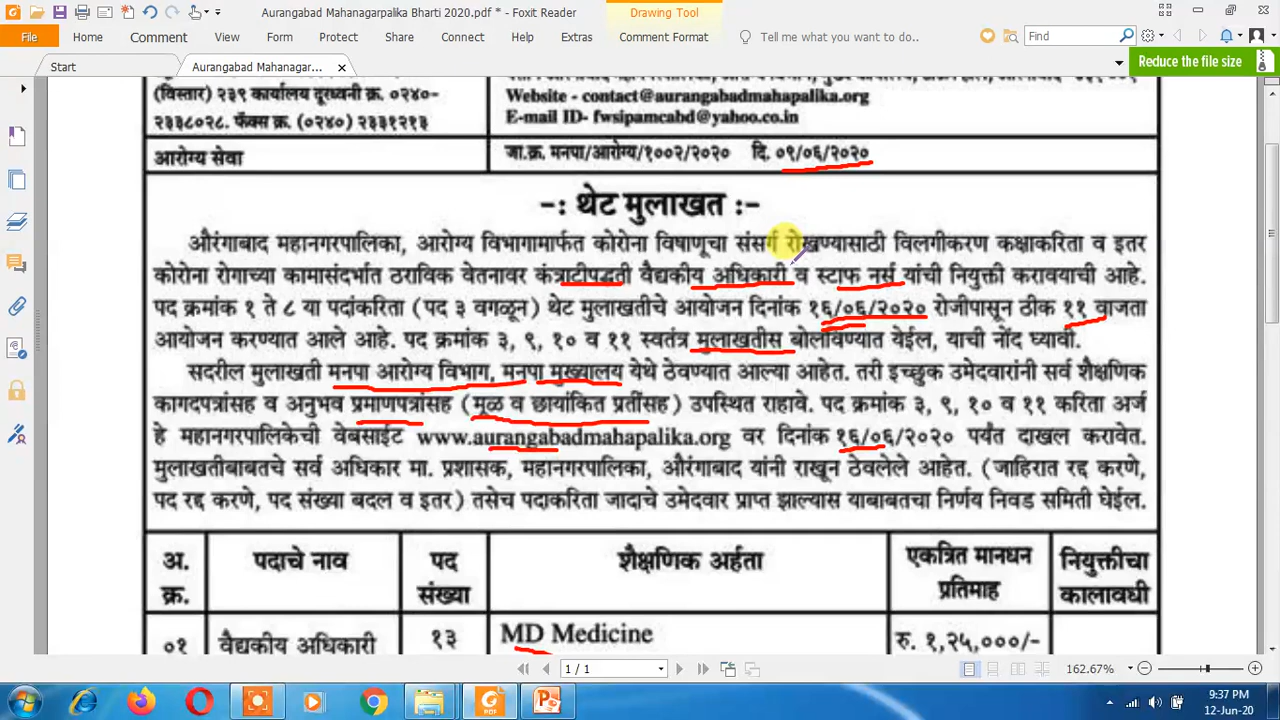 Aurangabad Mahanagarpalika Bharti 2020.pdf * - Foxit Reader
Drawing Tool
File Home Comment View Form Protect Share Connect Help Extras Comment Format Tell me what you want to do.. Find
Start Aurangabad Mahanagar... Reduce the file size
(विस्तार) २३९ कार्यालय दूरध्वनी क्र. ०२४०-
२३३८०२८. फॅक्स क्र. (०२४०) २३३१२१३
Website - contact@aurangabadmahapalika.org
E-mail ID- fwsipamcabd@yahoo.co.in
आरोग्य सेवा
जा.क्र. मनपा/आरोग्य/१००२/२०२० दि. ०९/०६/२०२०
-: थेट मुलाखत :-
औरंगाबाद महानगरपालिका, आरोग्य विभागामार्फत कोरोना विषाणूचा संसर्ग रोखण्यासाठी विलगीकरण कक्षाकरिता व इतर
कोरोना रोगाच्या कामासंदर्भात ठराविक वेतनावर कंत्राटीपद्धती वैद्यकीय अधिकारी व स्टाफ नर्स यांची नियुक्ती करावयाची आहे.
पद क्रमांक १ ते ८ या पदांकरिता (पद ३ वगळून) थेट मुलाखतीचे आयोजन दिनांक १६/०६/२०२० रोजीपासून ठीक ११ वाजता
आयोजन करण्यात आले आहे. पद क्रमांक ३, ९, १० व ११ स्वतंत्र मुलाखतीस बोलाविण्यात येईल, याची नोंद घ्यावी.
सदरील मुलाखती मनपा आरोग्य विभाग, मनपा मुख्यालय येथे ठेवण्यात आल्या आहेत. तरी इच्छुक उमेदवारांनी सर्व शैक्षणिक
कागदपत्रांसह व अनुभव प्रमाणपत्रांसह (मूळ व छायांकित प्रतींसह) उपस्थित राहावे. पद क्रमांक ३, ९, १० व ११ करिता अर्ज
हे महानगरपालिकेची वेबसाईट www.aurangabadmahapalika.org वर दिनांक १६/०६/२०२० पर्यंत दाखल करावेत.
मुलाखतीबाबतचे सर्व अधिकार मा. प्रशासक, महानगरपालिका, औरंगाबाद यांनी राखून ठेवलेले आहेत. (जाहिरात रद्द करणे,
पद रद्द करणे, पद संख्या बदल व इतर) तसेच पदाकरिता जादाचे उमेदवार प्राप्त झाल्यास याबाबतचा निर्णय निवड समिती घेईल.
अ. क्र.
पदाचे नाव
पद संख्या
शैक्षणिक अर्हता
एकत्रित मानधन प्रतिमाह
नियुक्तीचा कालावधी
०१ वैद्यकीय अधिकारी १३ MD Medicine रु. १,२५,०००/-
1 / 1 162.67%
9:37 PM
12-Jun-20